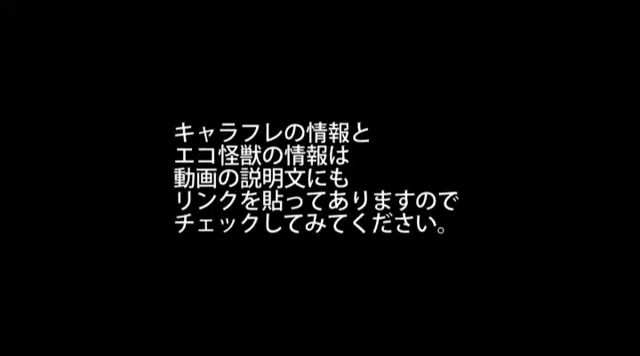 キャラフレの情報と
エコ怪獣の情報は
動画の説明文にも
リンクを貼ってありますので
チェックしてみてください。